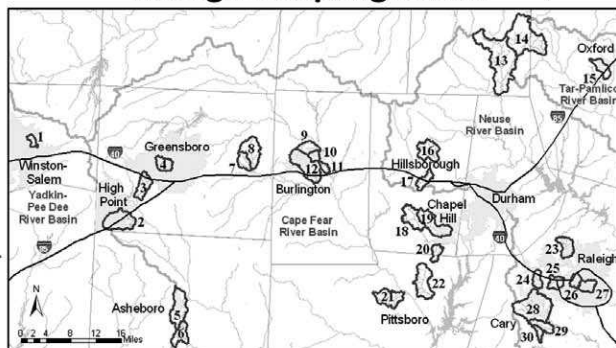 14
Oxford
13
15
Tar-Pamlico
River Basin
85
Neuse
River Basin
1
40
Greensboro
4
8
7
9
10
12
11
16
Hillsborough
17
Winston-
Salem
Yadkin-
Pee Dee
River Basin
High
Point
3
2
Burlington
Cape Fear
River Basin
Durham
Chapel
Hill
18
19
40
20
22
21
Pittsboro
23
Raleigh
24
25
26
27
28
Cary
29
30
85
Asheboro
5
6
N
0 2 4 8 12 16
Miles